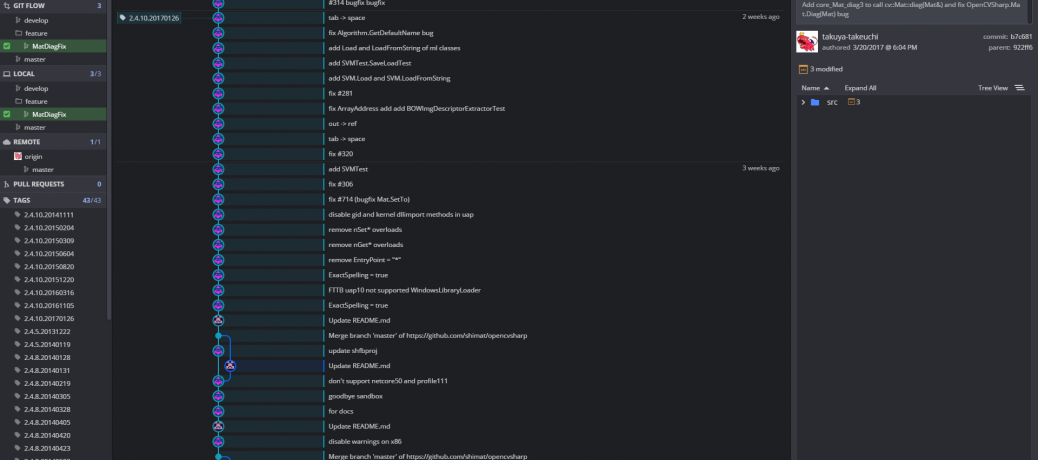 GIT FLOW 3
develop
feature
MatDiagFix
master
LOCAL 3/3
develop
feature
MatDiagFix
master
REMOTE 1/1
origin
master
PULL REQUESTS 0
TAGS 43/43
2.4.10.20141111
2.4.10.20150204
2.4.10.20150309
2.4.10.20150604
2.4.10.20150820
2.4.10.20151220
2.4.10.20160316
2.4.10.20161105
2.4.10.20170126
2.4.5.20131222
2.4.5.20140119
2.4.8.20140128
2.4.8.20140131
2.4.8.20140219
2.4.8.20140305
2.4.8.20140328
2.4.8.20140405
2.4.8.20140420
2.4.8.20140423
#314 bugfix bugfix
2.4.10.20170126 tab -> space 2 weeks ago
fix Algorithm.GetDefaultName bug
add Load and LoadFromString of ml classes
add SVMTest.SaveLoadTest
add SVM.Load and SVM.LoadFromString
fix #281
fix ArrayAddress add add BOWImgDescriptorExtractorTest
out -> ref
tab -> space
fix #320
add SVMTest 3 weeks ago
fix #306
fix #714 (bugfix Mat.SetTo)
disable gid and kernel dllimport methods in uap
remove nSet* overloads
remove nGet* overloads
remove EntryPoint = "*"
ExactSpelling = true
FTTB uap10 not supported WindowsLibraryLoader
ExactSpelling = true
Update README.md
Merge branch 'master' of https://github.com/shimat/opencvsharp
update shfbproj
Update README.md
don't support netcore50 and profile111
goodbye sandbox
for docs
Update README.md
disable warnings on x86
Merge branch 'master' of https://github.com/shimat/opencvsharp
Add core_Mat_diag3 to call cv::Mat::diag(Mat&) and fix OpenCVSharp.Ma
t.Diag(Mat) bug
takuya-takeuchi commit: b7c681
authored 3/20/2017 @ 6:04 PM parent: 922ff6
3 modified
Name Expand All Tree View
src 3